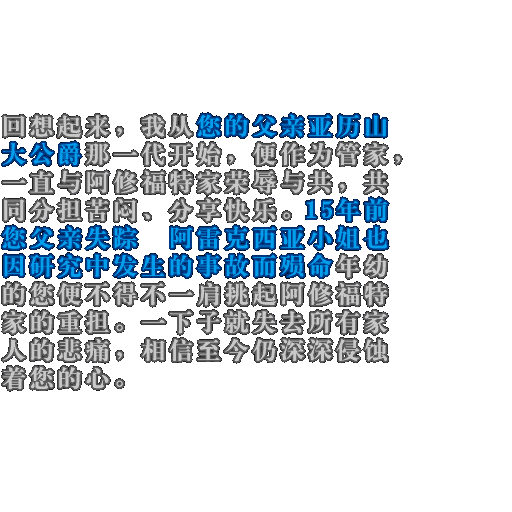 回想起来，我从您的父亲亚历山
大公爵那一代开始，便作为管家，
一直与阿修福特家荣辱与共，共
同分担苦闷、分享快乐。15年前
您父亲失踪　阿雷克西亚小姐也
因研究中发生的事故而殒命年幼
的您便不得不一肩挑起阿修福特
家的重担。一下子就失去所有家
人的悲痛，相信至今仍深深侵蚀
着您的心。